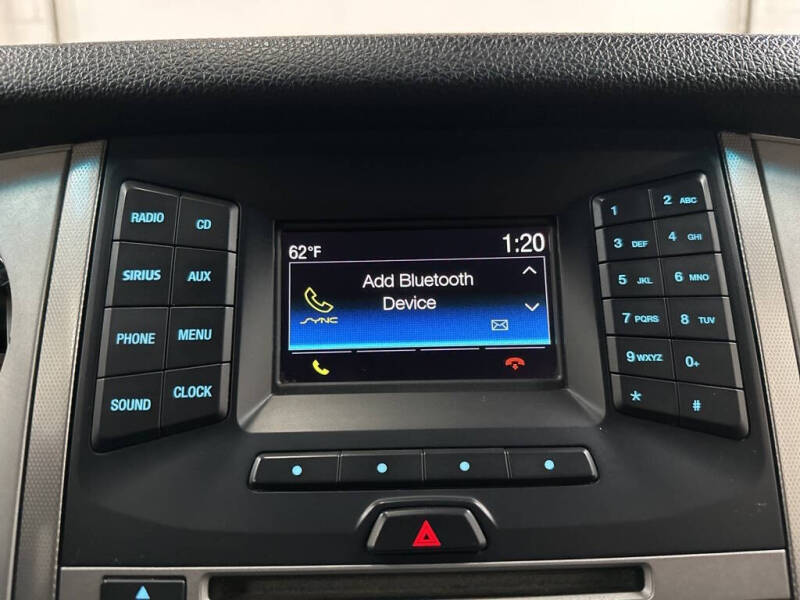 RADIO CD
SIRIUS AUX
PHONE MENU
SOUND CLOCK
62°F 1:20
Add Bluetooth
Device
SYNC
1 2 ABC
3 DEF 4 GHI
5 JKL 6 MNO
7 PQRS 8 TUV
9 WXYZ 0+
* #